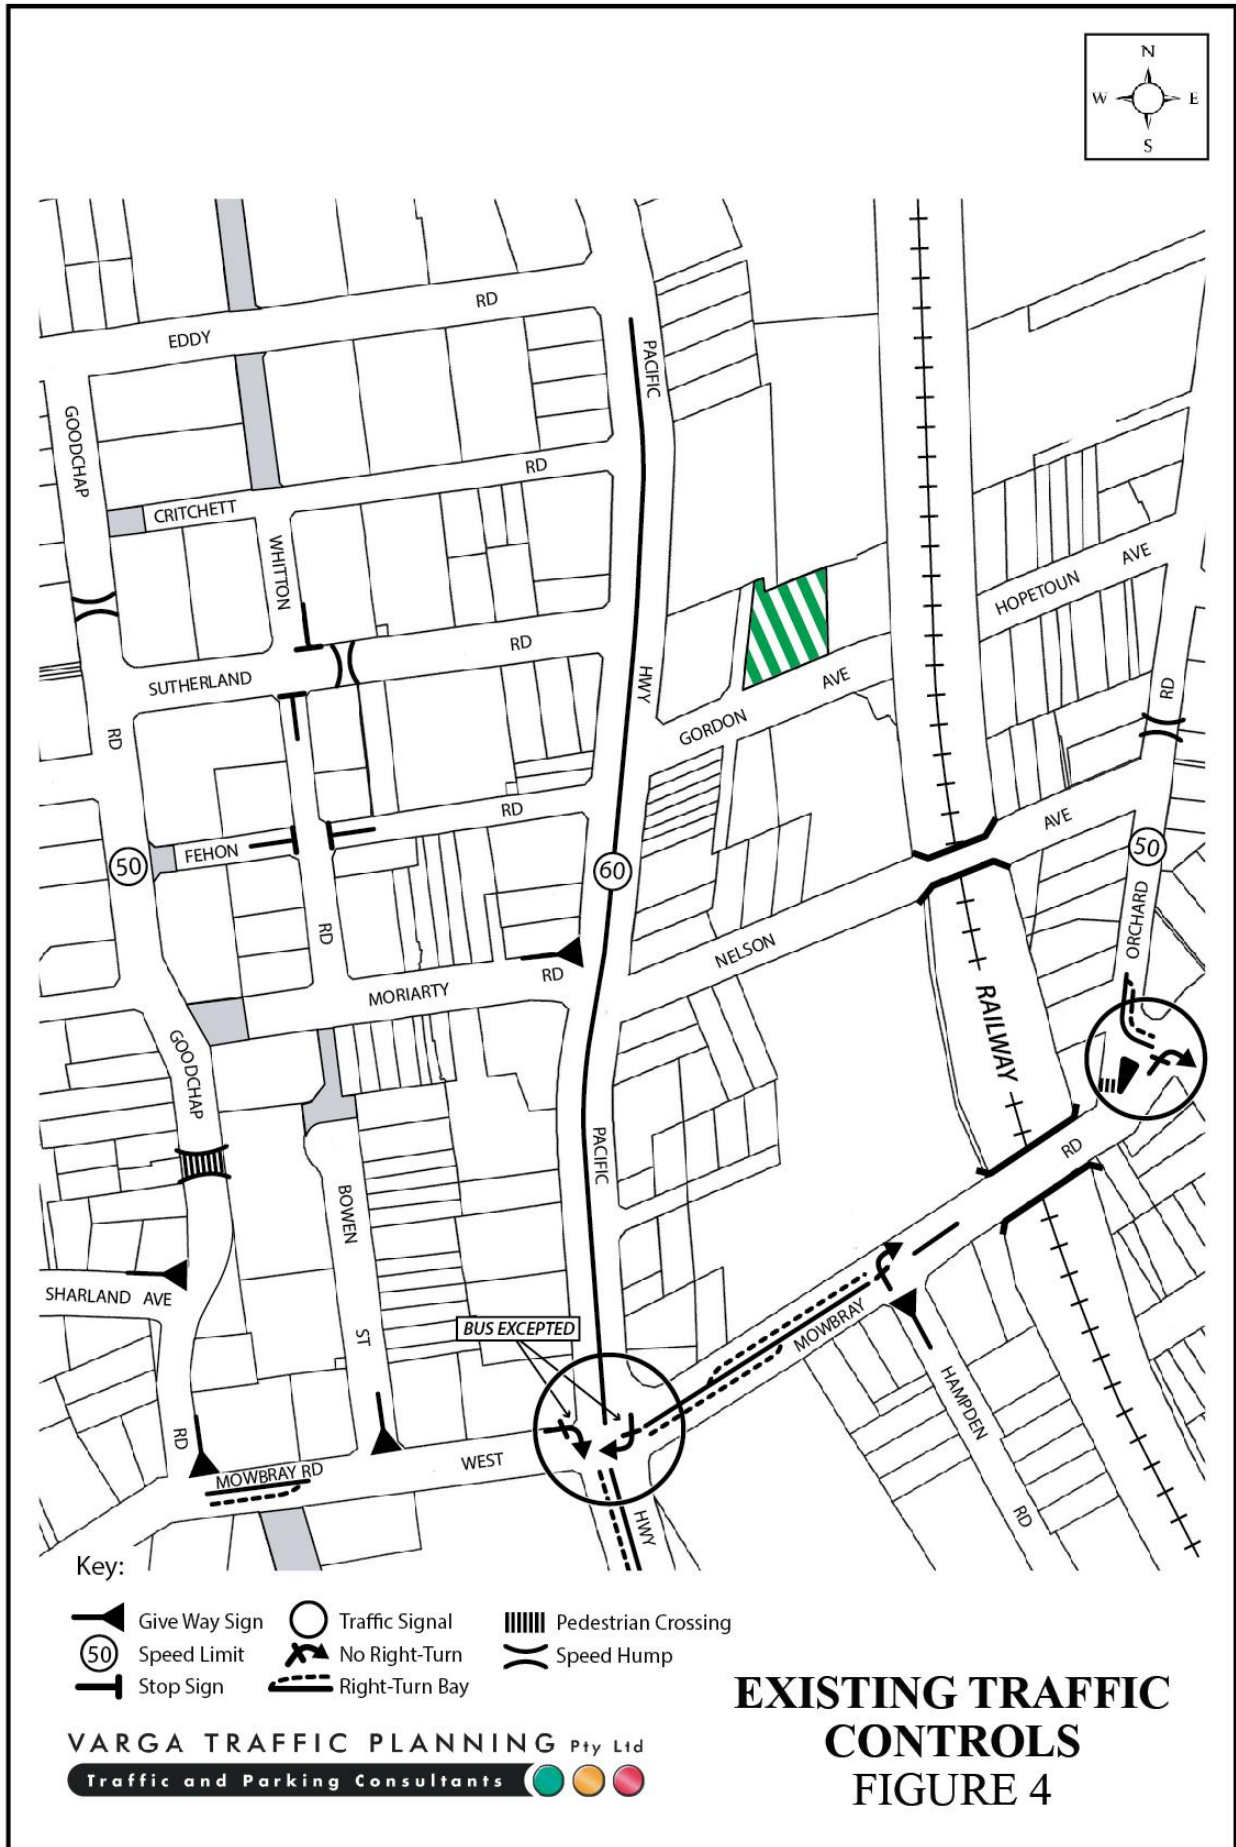 N
W E
S
RD
EDDY
PACIFIC
GOODCHAP
RD
CRITCHETT
WHITTON
AVE
HOPETOUN
RD
SUTHERLAND
HWY
AVE
RD
GORDON
RD
RD
AVE
FEHON
50
60
50
ORCHARD
RD
NELSON
RD
MORIARTY
RAILWAY
GOODCHAP
PACIFIC
RD
BOWEN
SHARLAND AVE
BUS EXCEPTED
ST
MOWBRAY
HAMPDEN
RD
WEST
MOWBRAY RD
HWY
RD
Key:
Give Way Sign
Traffic Signal
Pedestrian Crossing
50
Speed Limit
No Right-Turn
Speed Hump
Stop Sign
Right-Turn Bay
EXISTING TRAFFIC
CONTROLS
FIGURE 4
VARGA TRAFFIC PLANNING Pty Ltd
Traffic and Parking Consultants